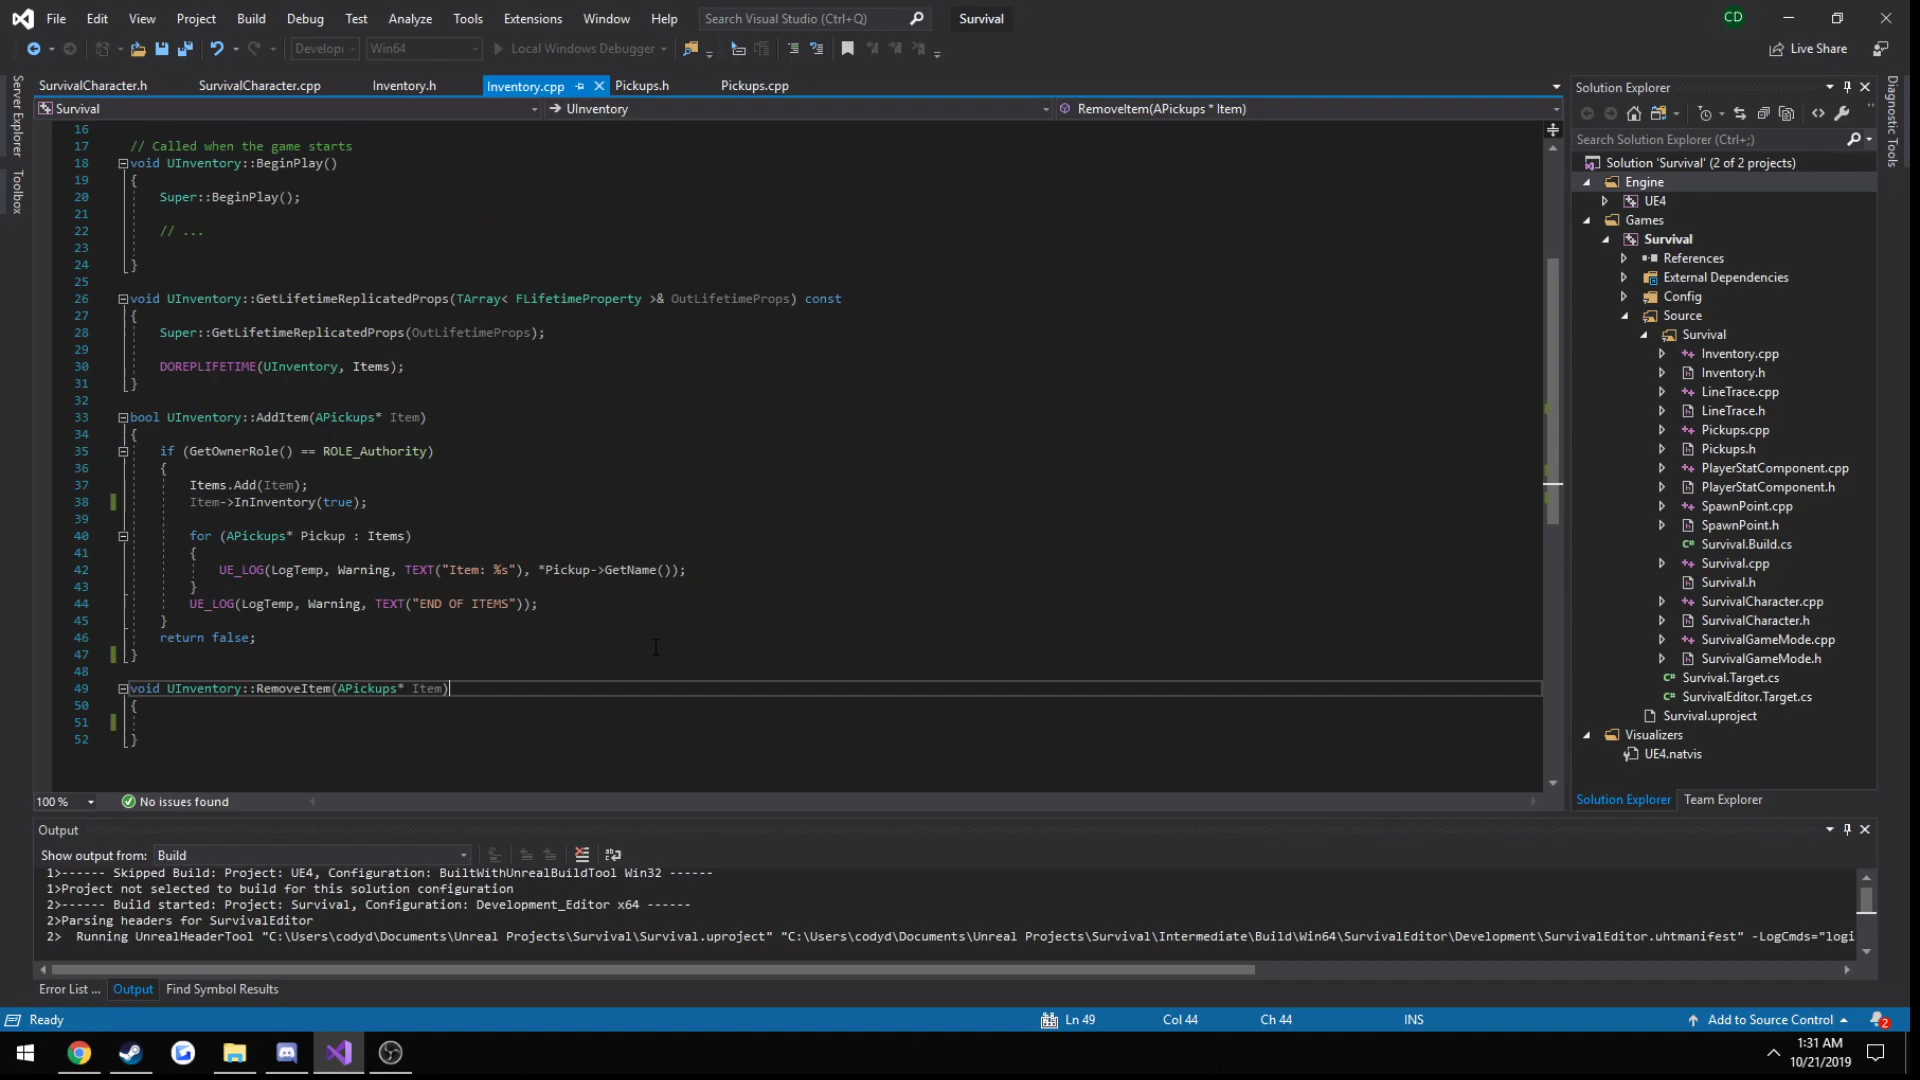 File Edit View Project Build Debug Test Analyze Tools Extensions Window Help Search Visual Studio (Ctrl+Q) Survival CD
Developi Win64 Local Windows Debugger Live Share
Server Explorer
Toolbox
SurvivalCharacter.h SurvivalCharacter.cpp Inventory.h Inventory.cpp Pickups.h Pickups.cpp
Survival UInventory RemoveItem(APickups * Item)
16
17 // Called when the game starts
18 void UInventory::BeginPlay()
19 {
20 Super::BeginPlay();
21
22 // ...
23
24 }
25
26 void UInventory::GetLifetimeReplicatedProps(TArray< FLifetimeProperty >& OutLifetimeProps) const
27 {
28 Super::GetLifetimeReplicatedProps(OutLifetimeProps);
29
30 DOREPLIFETIME(UInventory, Items);
31 }
32
33 bool UInventory::AddItem(APickups* Item)
34 {
35 if (GetOwnerRole() == ROLE_Authority)
36 {
37 Items.Add(Item);
38 Item->InInventory(true);
39
40 for (APickups* Pickup : Items)
41 {
42 UE_LOG(LogTemp, Warning, TEXT("Item: %s"), *Pickup->GetName());
43 }
44 UE_LOG(LogTemp, Warning, TEXT("END OF ITEMS"));
45 }
46 return false;
47 }
48
49 void UInventory::RemoveItem(APickups* Item)
50 {
51
52 }
100 % No issues found
Solution Explorer
Search Solution Explorer (Ctrl+;)
Solution 'Survival' (2 of 2 projects)
Engine
UE4
Games
Survival
References
External Dependencies
Config
Source
Survival
Inventory.cpp
Inventory.h
LineTrace.cpp
LineTrace.h
Pickups.cpp
Pickups.h
PlayerStatComponent.cpp
PlayerStatComponent.h
SpawnPoint.cpp
SpawnPoint.h
Survival.Build.cs
Survival.cpp
Survival.h
SurvivalCharacter.cpp
SurvivalCharacter.h
SurvivalGameMode.cpp
SurvivalGameMode.h
Survival.Target.cs
SurvivalEditor.Target.cs
Survival.uproject
Visualizers
UE4.natvis
Solution Explorer Team Explorer
Diagnostic Tools
Output
Show output from: Build
1>------ Skipped Build: Project: UE4, Configuration: BuiltWithUnrealBuildTool Win32 ------
1>Project not selected to build for this solution configuration
2>------ Build started: Project: Survival, Configuration: Development_Editor x64 ------
2>Parsing headers for SurvivalEditor
2> Running UnrealHeaderTool "C:\Users\codyd\Documents\Unreal Projects\Survival\Survival.uproject" "C:\Users\codyd\Documents\Unreal Projects\Survival\Intermediate\Build\Win64\SurvivalEditor\Development\SurvivalEditor.uhtmanifest" -LogCmds="logi
Error List ... Output Find Symbol Results
Ready Ln 49 Col 44 Ch 44 INS Add to Source Control 2
1:31 AM
10/21/2019